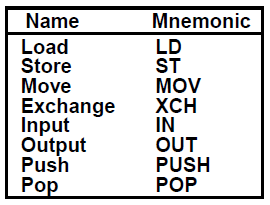 Name Mnemonic
Load LD
Store ST
Move MOV
Exchange XCH
Input IN
Output OUT
Push PUSH
Pop POP